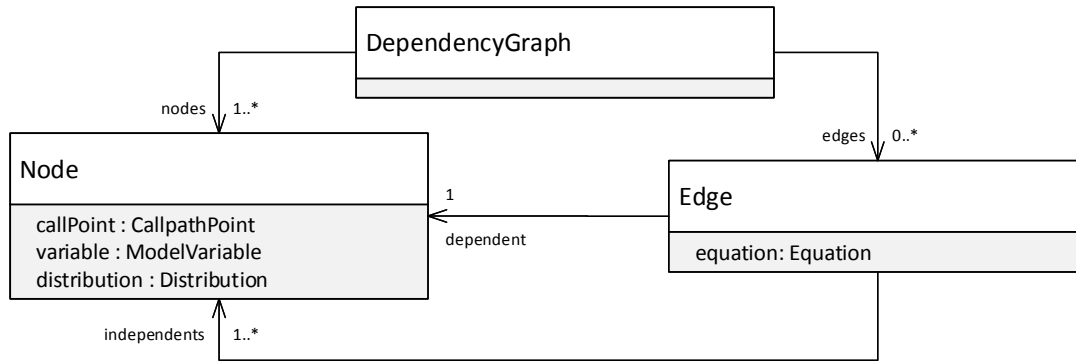 DependencyGraph
nodes 1..*
edges 0..*
Node
callPoint : CallpathPoint
variable : ModelVariable
distribution : Distribution
1
dependent
Edge
equation: Equation
independents 1..*